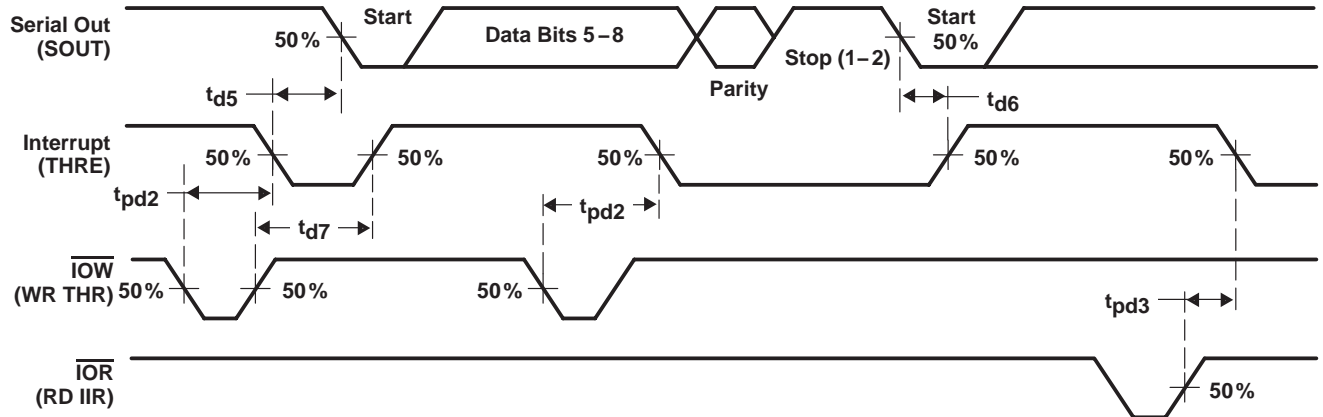 Serial Out
(SOUT)
50%
Start
Data Bits 5–8
Parity
Stop (1–2)
Start
50%
td5
td6
Interrupt
(THRE)
50%
50%
50%
50%
50%
tpd2
td7
tpd2
IOW
(WR THR)
50%
50%
50%
tpd3
IOR
(RD IIR)
50%